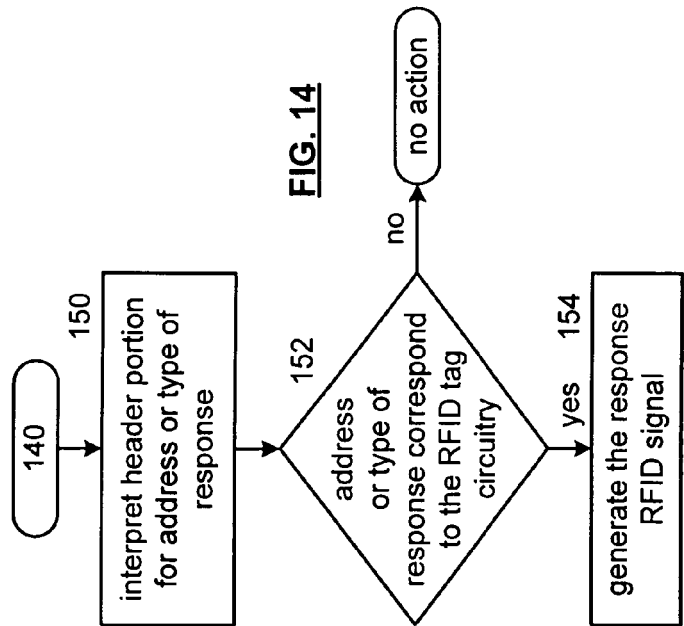 140
150
interpret header portion
for address or type of
response
152
address
or type of
response correspond
to the RFID tag
circuitry
no
no action
yes
154
generate the response
RFID signal
FIG. 14